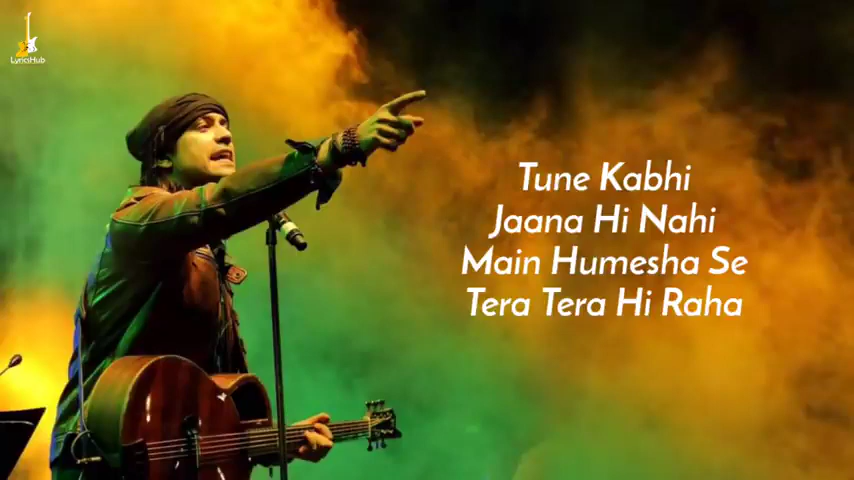 LyricsHub
Tune Kabhi
Jaana Hi Nahi
Main Humesha Se
Tera Tera Hi Raha